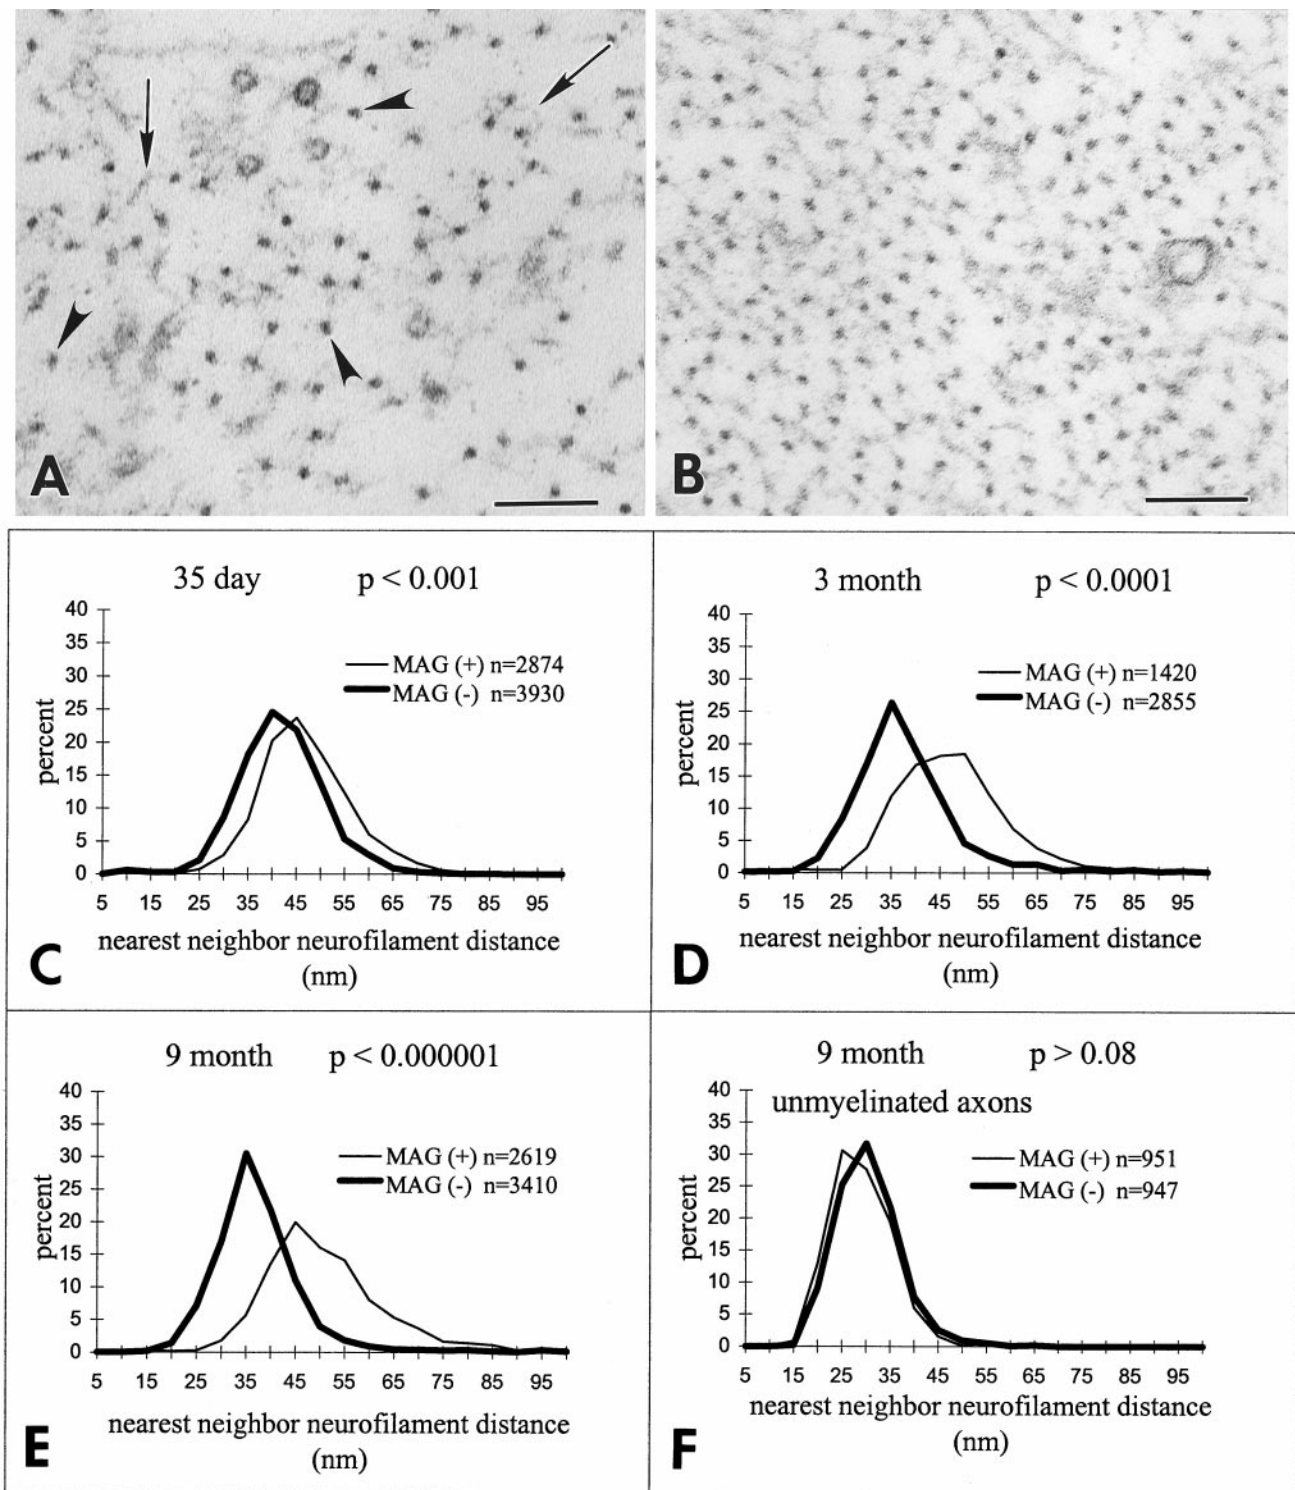 A
B
35 day p < 0.001
40
35
30
25
20
15
10
5
0
percent
MAG (+) n=2874
MAG (-) n=3930
5 15 25 35 45 55 65 75 85 95
nearest neighbor neurofilament distance
(nm)
C
3 month p < 0.0001
40
35
30
25
20
15
10
5
0
percent
MAG (+) n=1420
MAG (-) n=2855
5 15 25 35 45 55 65 75 85 95
nearest neighbor neurofilament distance
(nm)
D
9 month p < 0.000001
40
35
30
25
20
15
10
5
0
percent
MAG (+) n=2619
MAG (-) n=3410
5 15 25 35 45 55 65 75 85 95
nearest neighbor neurofilament distance
(nm)
E
9 month p > 0.08
unmyelinated axons
40
35
30
25
20
15
10
5
0
percent
MAG (+) n=951
MAG (-) n=947
5 15 25 35 45 55 65 75 85 95
nearest neighbor neurofilament distance
(nm)
F